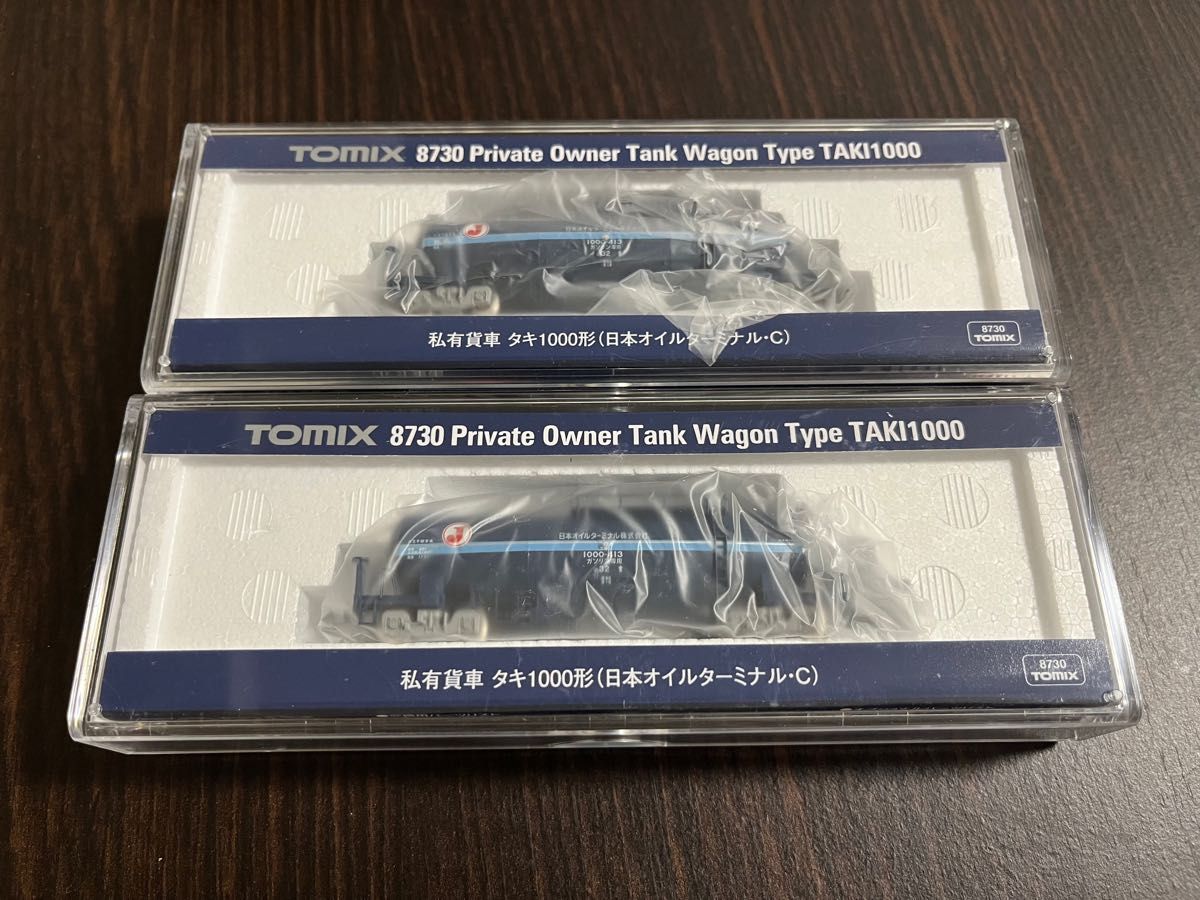 TOMIX 8730 Private Owner Tank Wagon Type TAKI1000
J
1000-413
私有貨車 タキ1000形(日本オイルターミナル・C)
8730
TOMIX
TOMIX 8730 Private Owner Tank Wagon Type TAKI1000
J
日本オイルターミナル株式会社
1000-413
ガソリン専用
私有貨車 タキ1000形(日本オイルターミナル・C)
8730
TOMIX